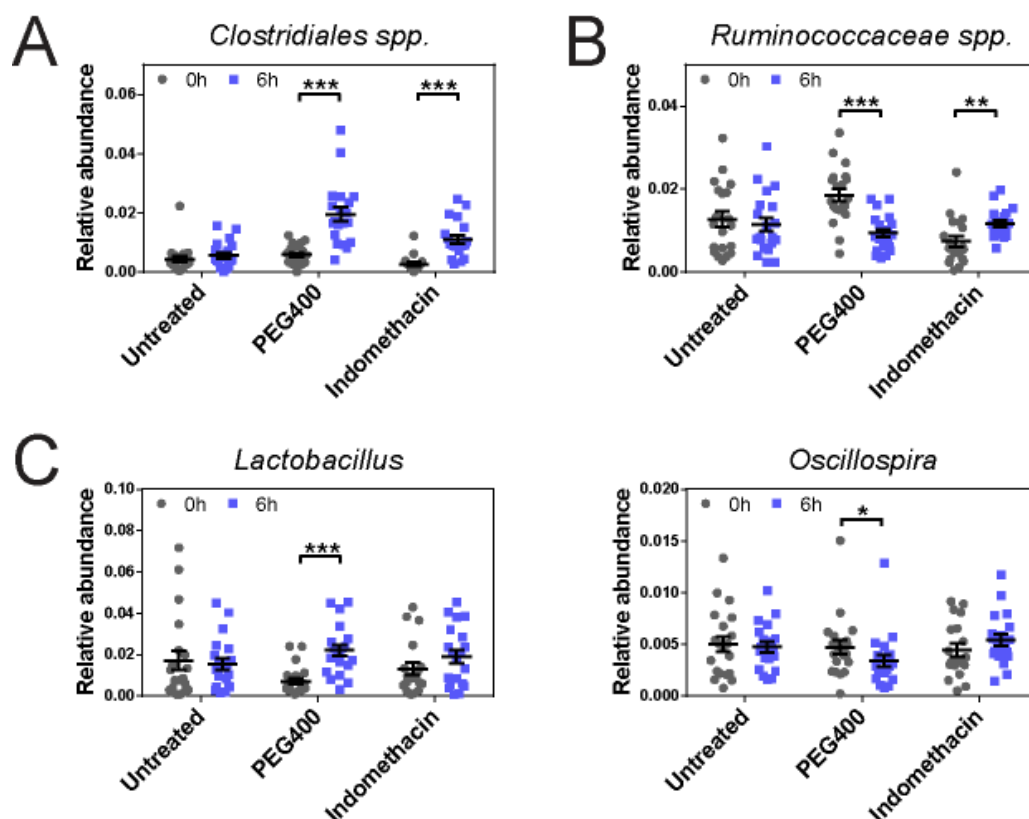 A
Clostridiales spp.
0h 6h
*** ***
Relative abundance
0.06
0.04
0.02
0.00
Untreated
PEG400
Indomethacin
B
Ruminococcaceae spp.
0h 6h
*** **
Relative abundance
0.04
0.02
0.00
Untreated
PEG400
Indomethacin
C
Lactobacillus
0h 6h
***
Relative abundance
0.10
0.08
0.06
0.04
0.02
0.00
Untreated
PEG400
Indomethacin
Oscillospira
0h 6h
*
Relative abundance
0.020
0.015
0.010
0.005
0.000
Untreated
PEG400
Indomethacin